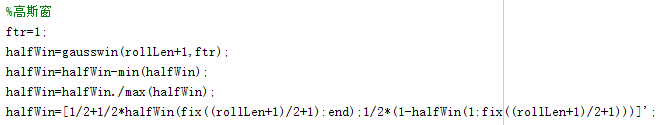 %高斯窗
ftr=1;
halfWin=gausswin(rollLen+1,ftr);
halfWin=halfWin-min(halfWin);
halfWin=halfWin./max(halfWin);
halfWin=[1/2+1/2*halfWin(fix((rollLen+1)/2+1):end);1/2*(1-halfWin(1:fix((rollLen+1)/2+1)))]';